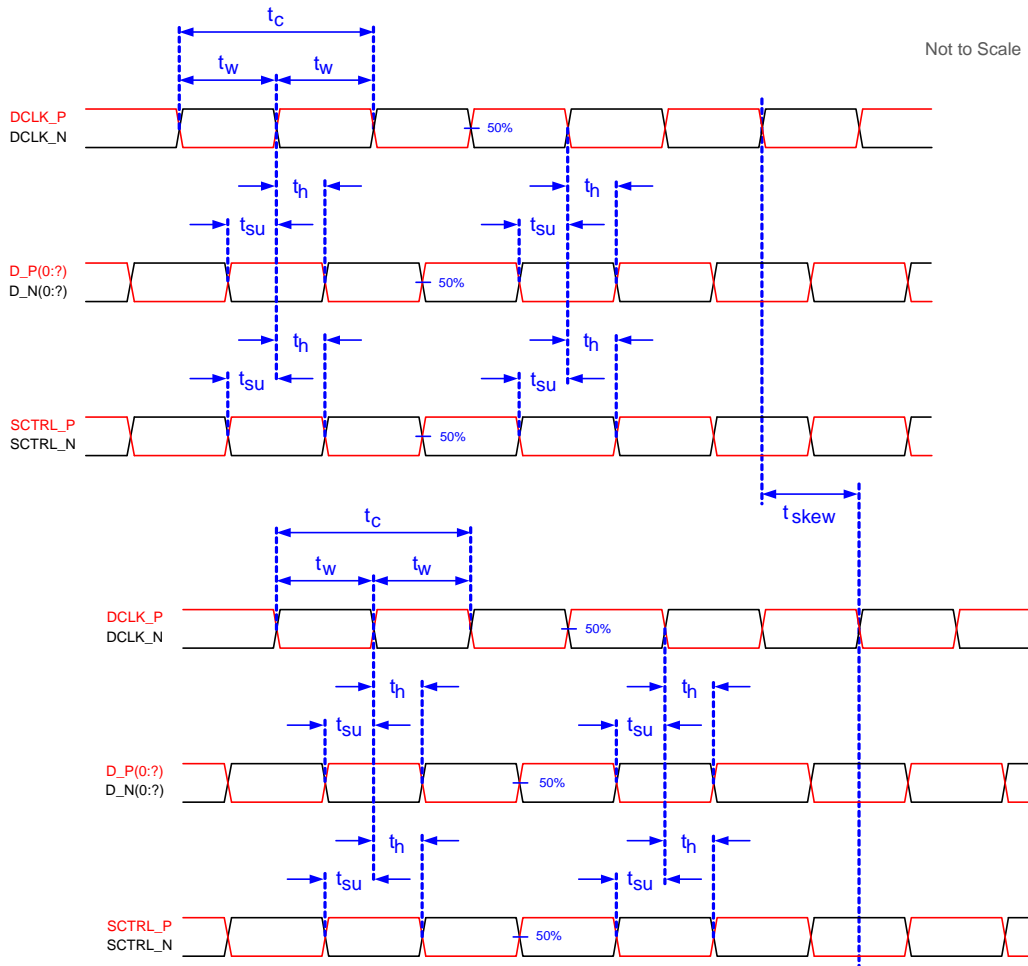 t_c
Not to Scale
t_w t_w
DCLK_P
DCLK_N
50%
t_h t_h
t_su t_su
D_P(0:?)
D_N(0:?)
50%
t_h t_h
t_su t_su
SCTRL_P
SCTRL_N
50%
t_skew
t_c
t_w t_w
DCLK_P
DCLK_N
50%
t_h t_h
t_su t_su
D_P(0:?)
D_N(0:?)
50%
t_h t_h
t_su t_su
SCTRL_P
SCTRL_N
50%